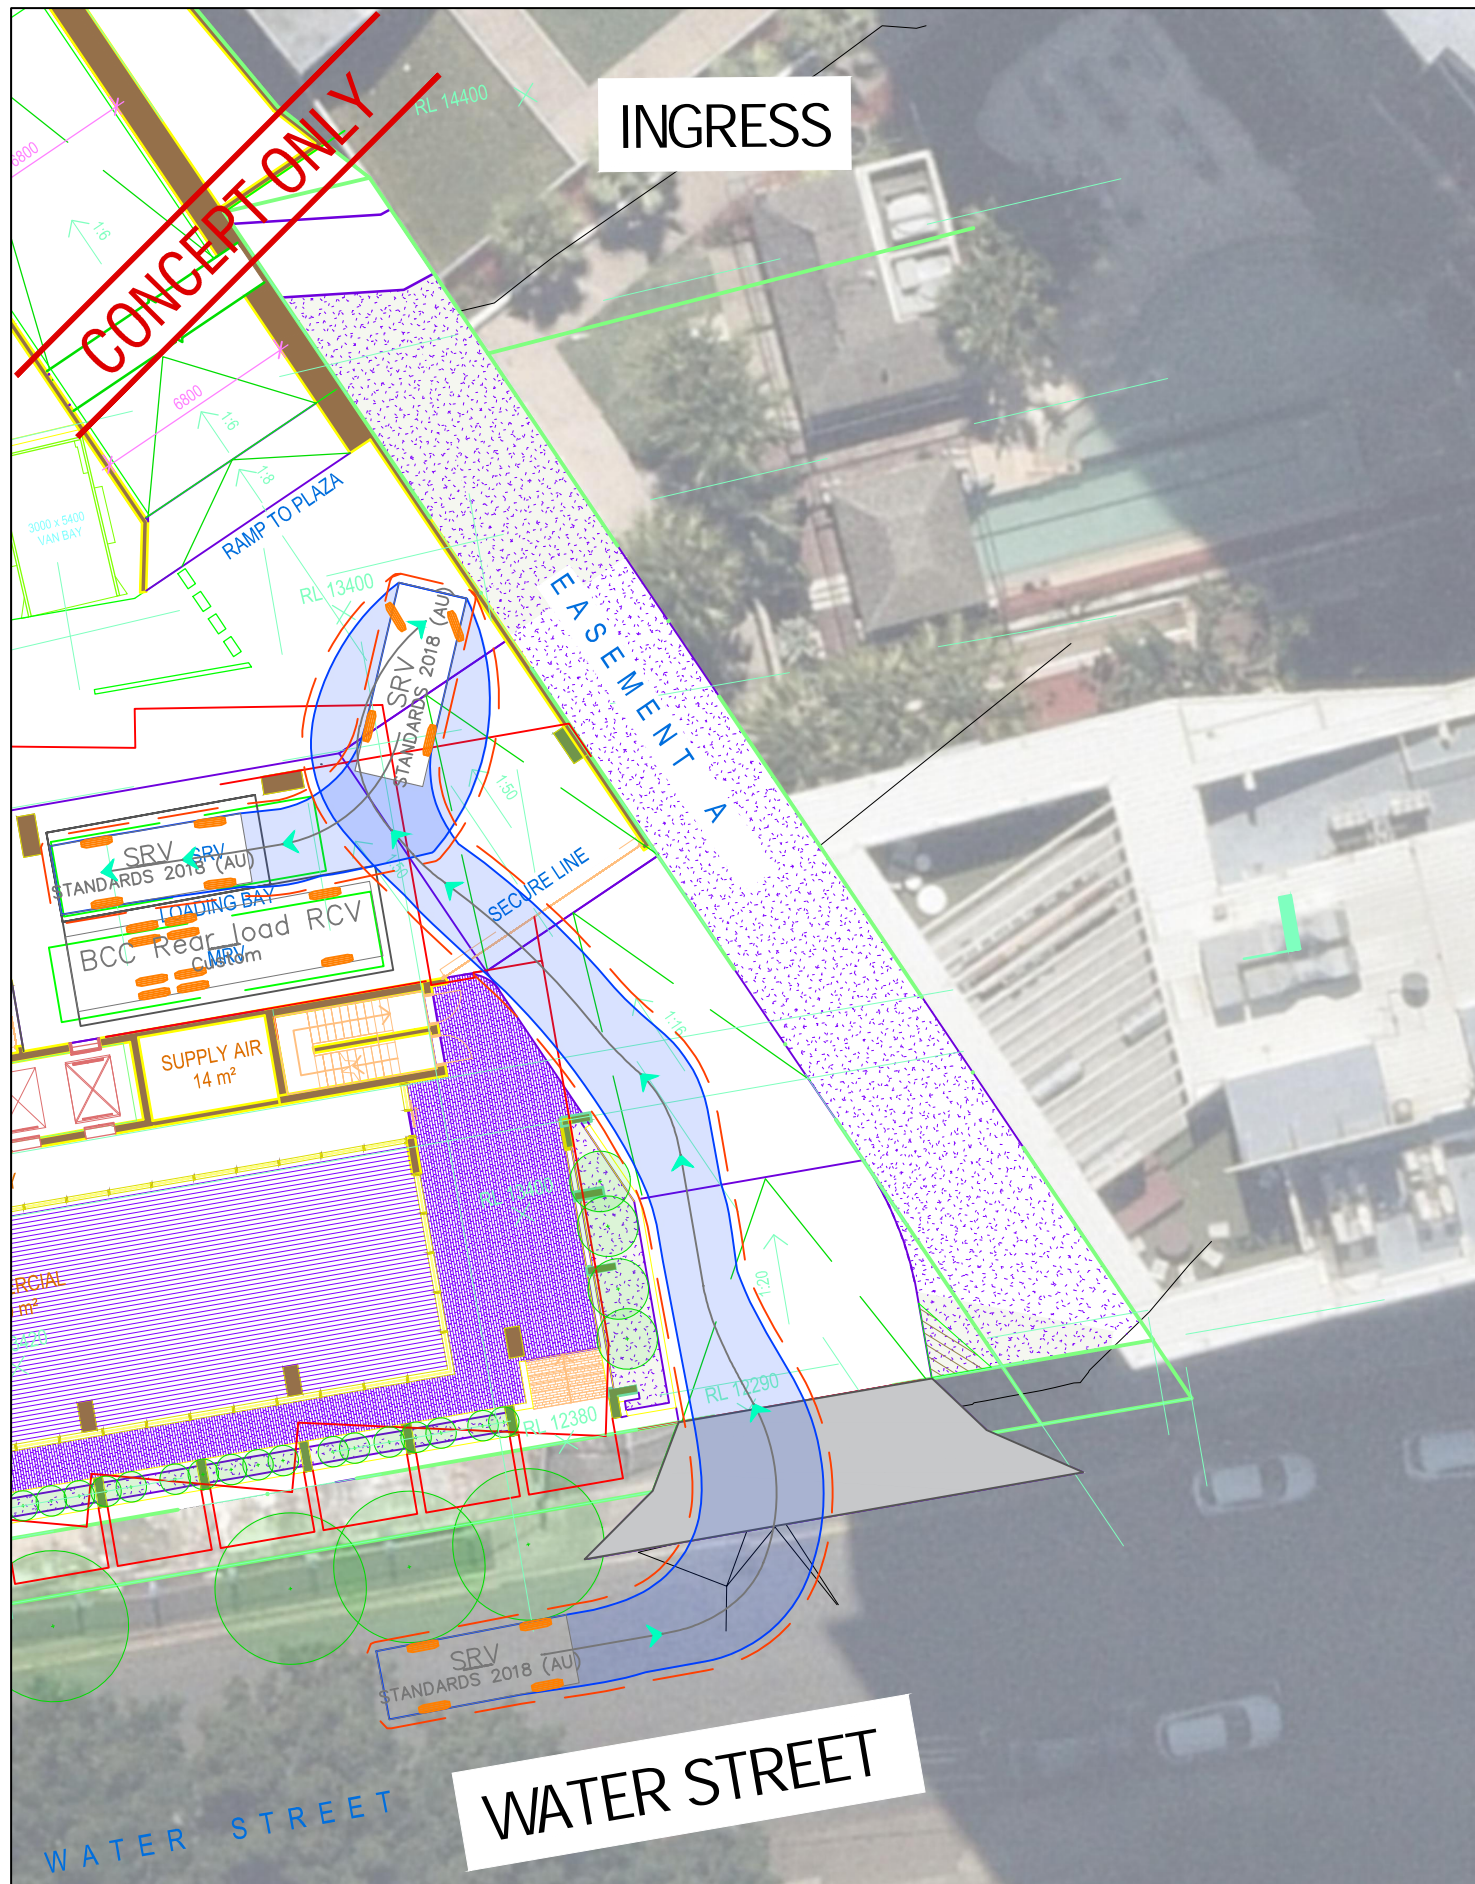 INGRESS
RL 14400
CONCEPT ONLY
6800
1:6
6800
1:6
1:8
3000 x 5400
VAN BAY
RAMP TO PLAZA
RL 13400
EASEMENT A
SRV
STANDARDS 2018 (AU)
1:50
SRV
STANDARDS 2018 (AU)
SRV
LOADING BAY
BCC Rear load RCV
Custom
MRV
SECURE LINE
1:16
SUPPLY AIR
14 m²
RCIAL
m²
1:20
RL 12290
RL 12380
SRV
STANDARDS 2018 (AU)
WATER STREET
WATER STREET